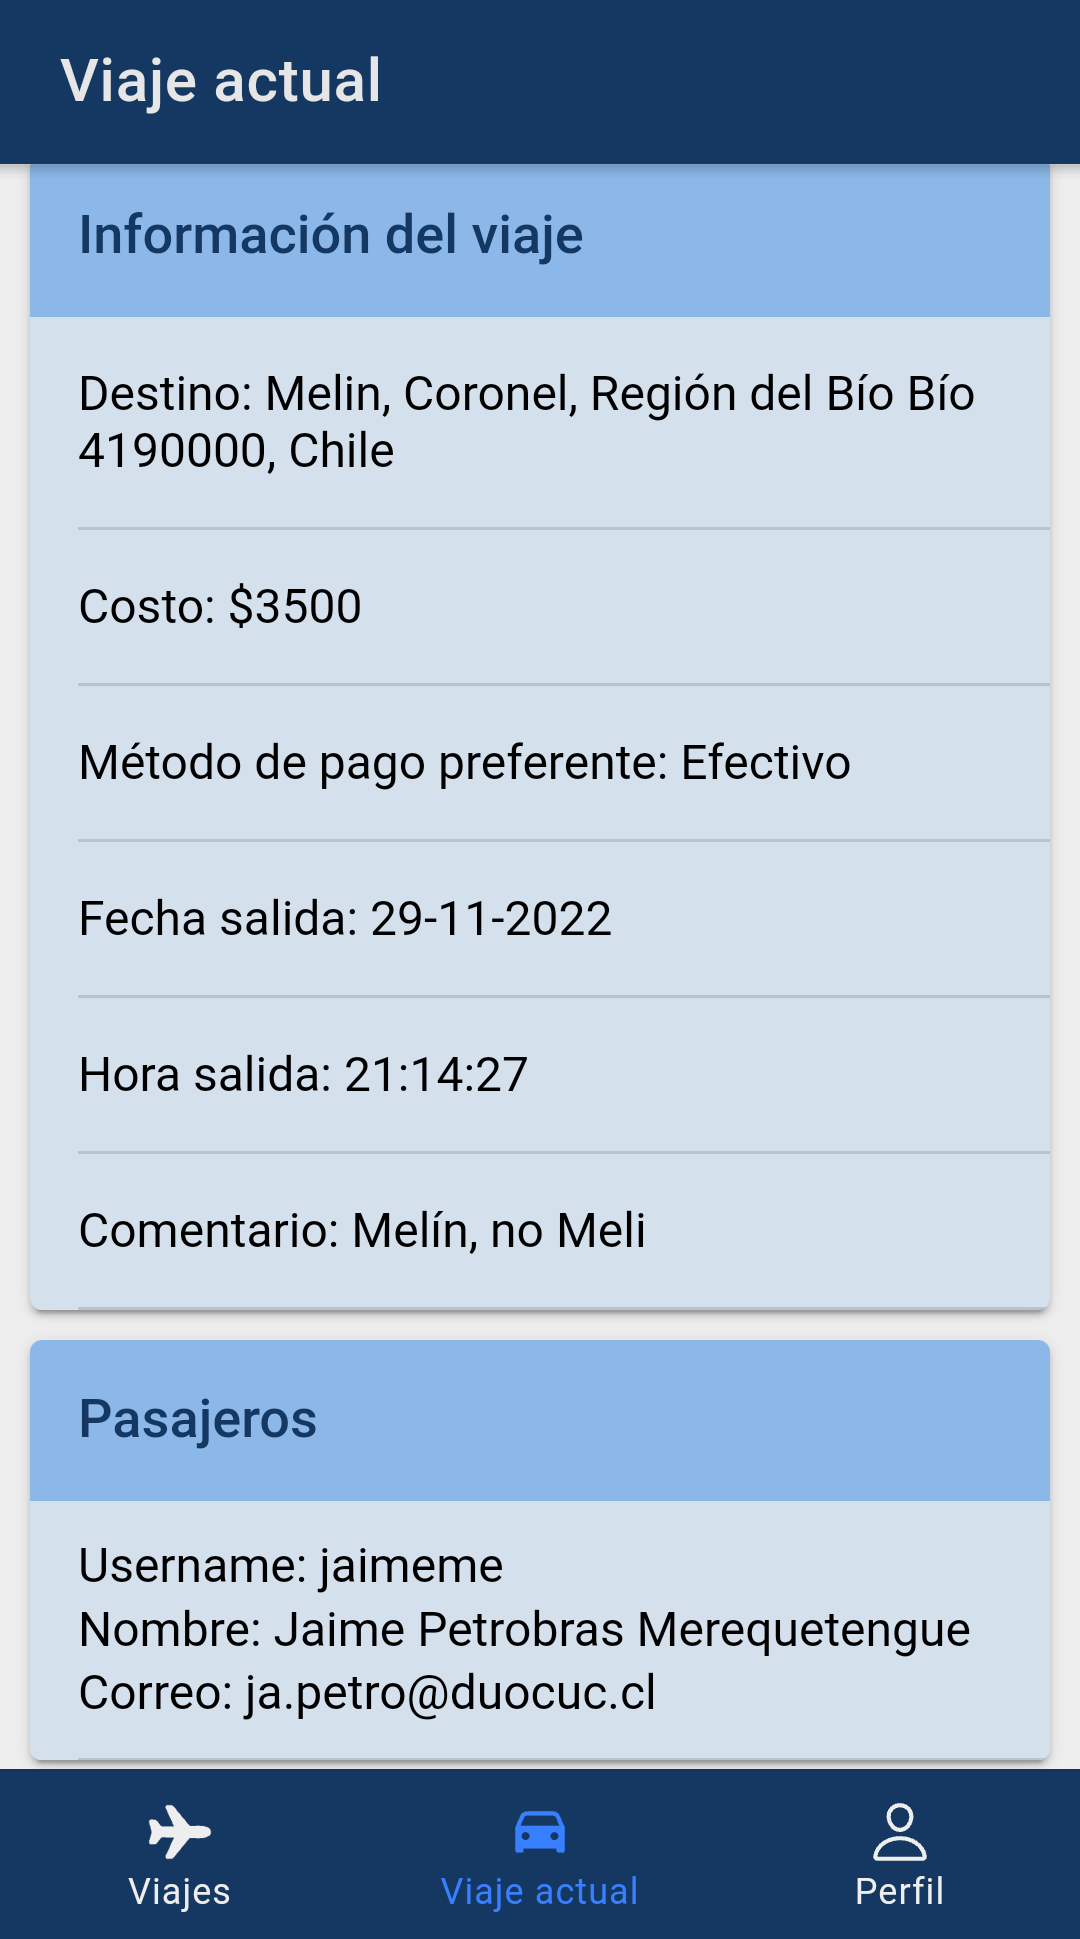 Viaje actual
Información del viaje
Destino: Melin, Coronel, Región del Bío Bío
4190000, Chile
Costo: $3500
Método de pago preferente: Efectivo
Fecha salida: 29-11-2022
Hora salida: 21:14:27
Comentario: Melín, no Meli
Pasajeros
Username: jaimeme
Nombre: Jaime Petrobras Merequetengue
Correo: ja.petro@duocuc.cl
Viajes
Viaje actual
Perfil